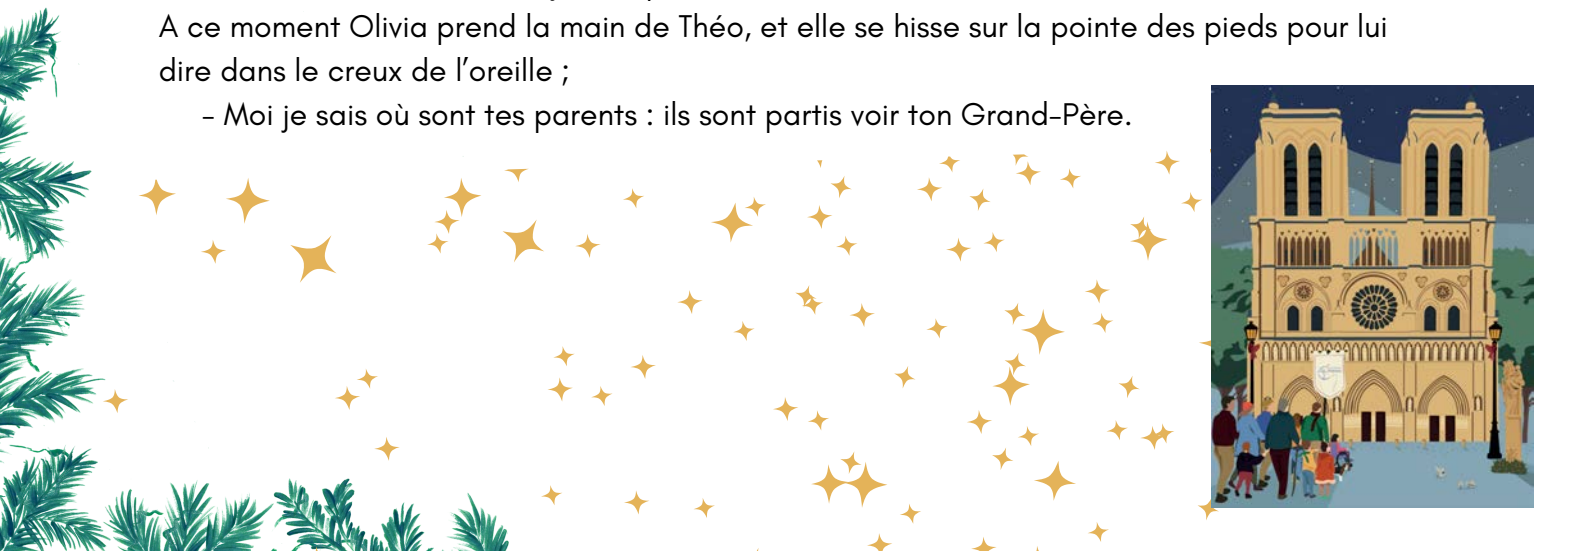 A ce moment Olivia prend la main de Théo, et elle se hisse sur la pointe des pieds pour lui
dire dans le creux de l'oreille ;
- Moi je sais où sont tes parents : ils sont partis voir ton Grand-Père.